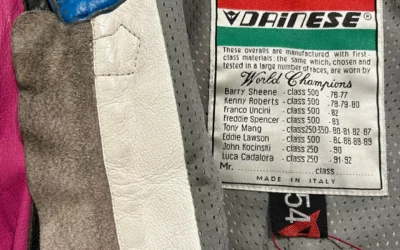 DAINESE
These overalls are manufactured with first-
class materials; the same which, chosen and
tested in a large number of races, are worn by
World Champions
Barry Sheene - class 500 - 76-77
Kenny Roberts - class 500 - 78-79-80
Franco Uncini - class 500 - 82
Freddie Spencer - class 500 - 83
Tony Mang - class 250-350 - 80-81-82-87
Eddie Lawson - class 500 - 84-86-88-89
John Kocinski - class 250 - 90
Luca Cadalora - class 250 - 91-92
Mr. class
MADE IN ITALY
54